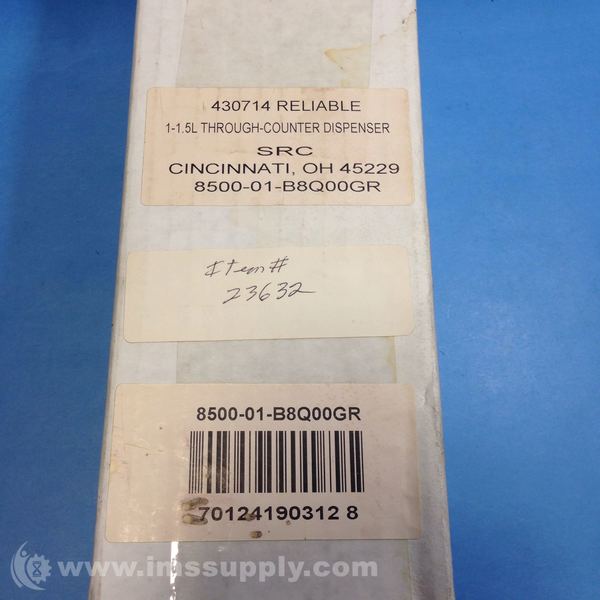 430714 RELIABLE
1-1.5L THROUGH-COUNTER DISPENSER
SRC
CINCINNATI, OH 45229
8500-01-B8Q00GR
Item#
23632
8500-01-B8Q00GR
70124190312 8
www.imssupply.com